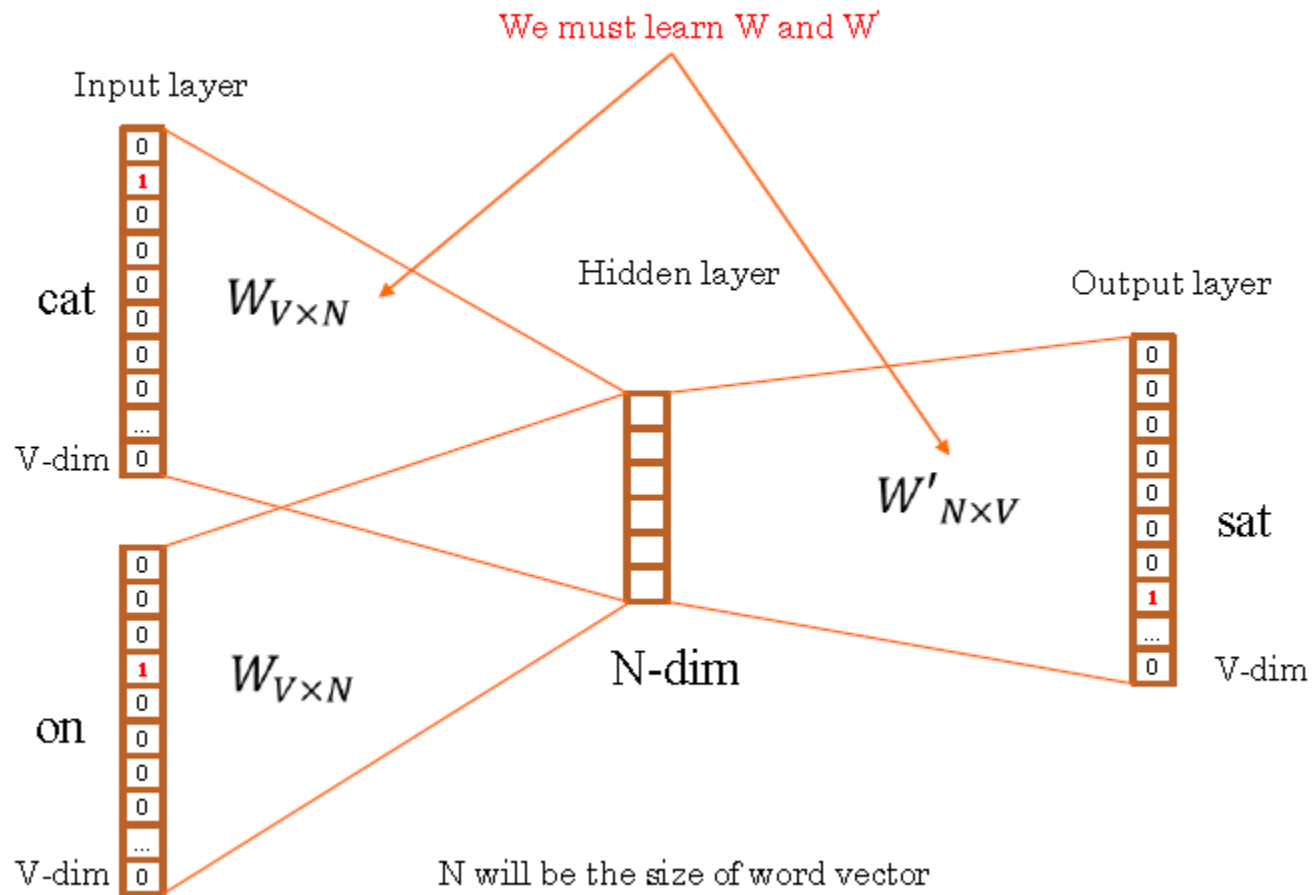 We must learn W and W
Input layer
0
1
0
0
0
0
0
0
...
0
cat
V-dim
W_{V×N}
Hidden layer
Output layer
0
0
0
0
0
0
0
1
...
0
sat
V-dim
W'_{N×V}
N-dim
0
0
0
1
0
0
0
0
...
0
on
V-dim
W_{V×N}
N will be the size of word vector